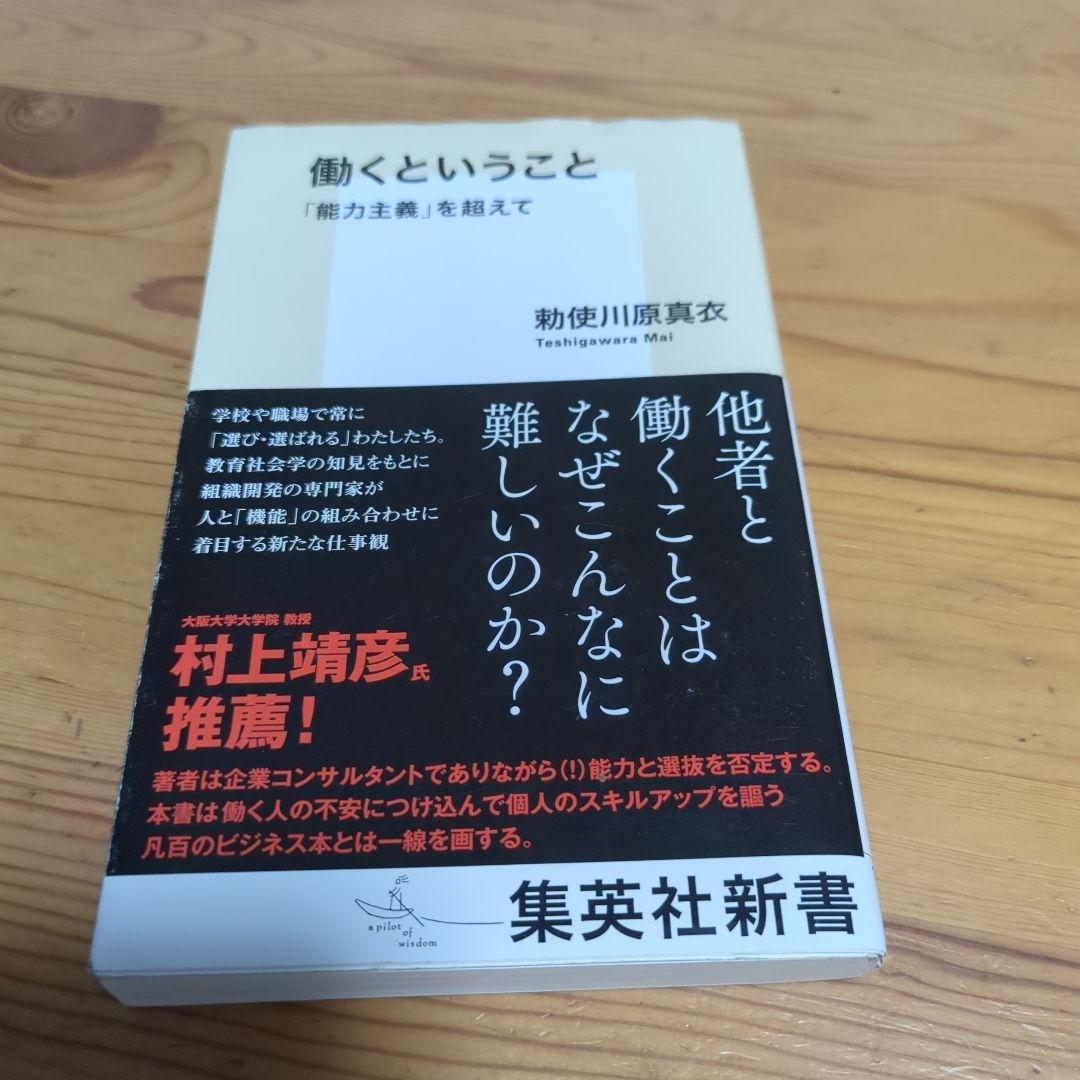 働くということ
「能力主義」を超えて
勅使川原真衣
Teshigawara Mai
他者と
働くことは
なぜこんなに
難しいのか?
学校や職場で常に
「選び・選ばれる」わたしたち。
教育社会学の知見をもとに
組織開発の専門家が
人と「機能」の組み合わせに
着目する新たな仕事観
大阪大学大学院 教授
村上靖彦氏
推薦!
著者は企業コンサルタントでありながら(!)能力と選抜を否定する。
本書は働く人の不安につけ込んで個人のスキルアップを謳う
凡百のビジネス本とは一線を画する。
a pilot
of
wisdom
集英社新書